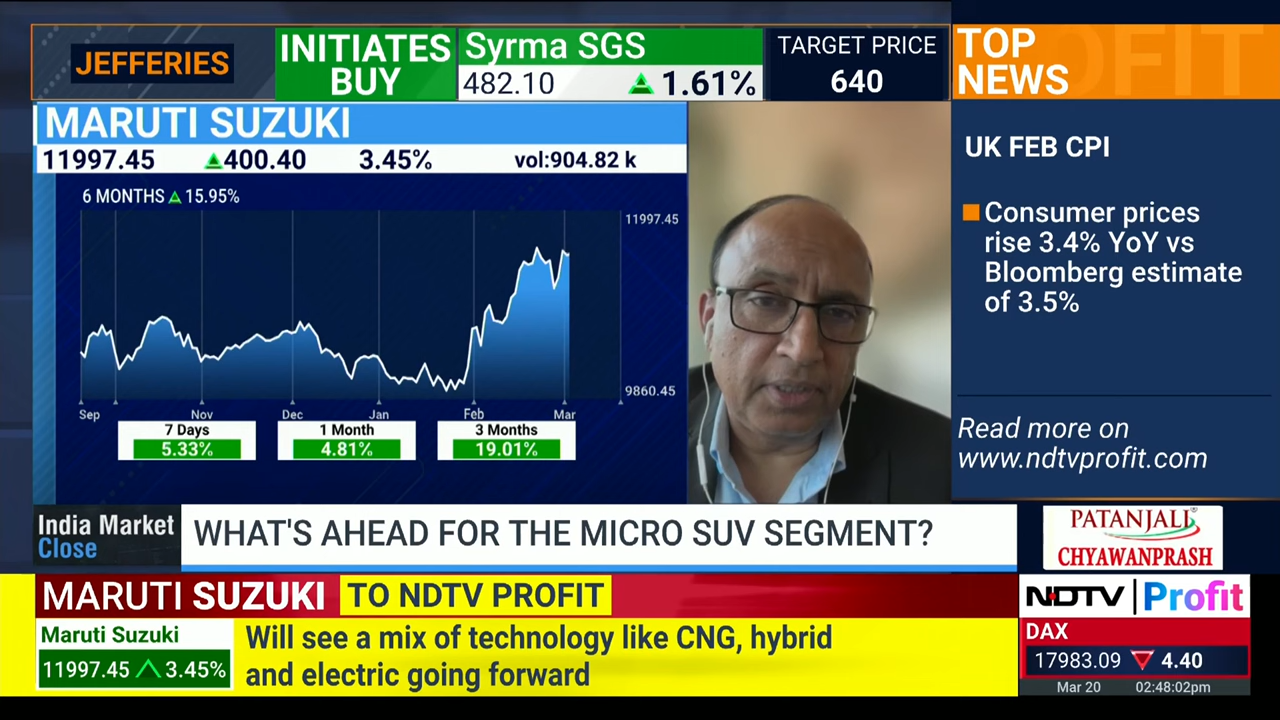 JEFFERIES
INITIATES
BUY
Syrma SGS
482.10 1.61%
TARGET PRICE
640
TOP
NEWS
MARUTI SUZUKI
11997.45 400.40 3.45% vol:904.82 k
6 MONTHS 15.95%
11997.45
9860.45
Sep Nov Dec Jan Feb Mar
7 Days 1 Month 3 Months
5.33% 4.81% 19.01%
UK FEB CPI
Consumer prices
rise 3.4% YoY vs
Bloomberg estimate
of 3.5%
Read more on
www.ndtvprofit.com
India Market
Close
WHAT'S AHEAD FOR THE MICRO SUV SEGMENT?
PATANJALI
CHYAWANPRASH
MARUTI SUZUKI TO NDTV PROFIT
Maruti Suzuki
11997.45 3.45%
Will see a mix of technology like CNG, hybrid
and electric going forward
NDTV Profit
DAX
17983.09 4.40
Mar 20 02:48:02pm